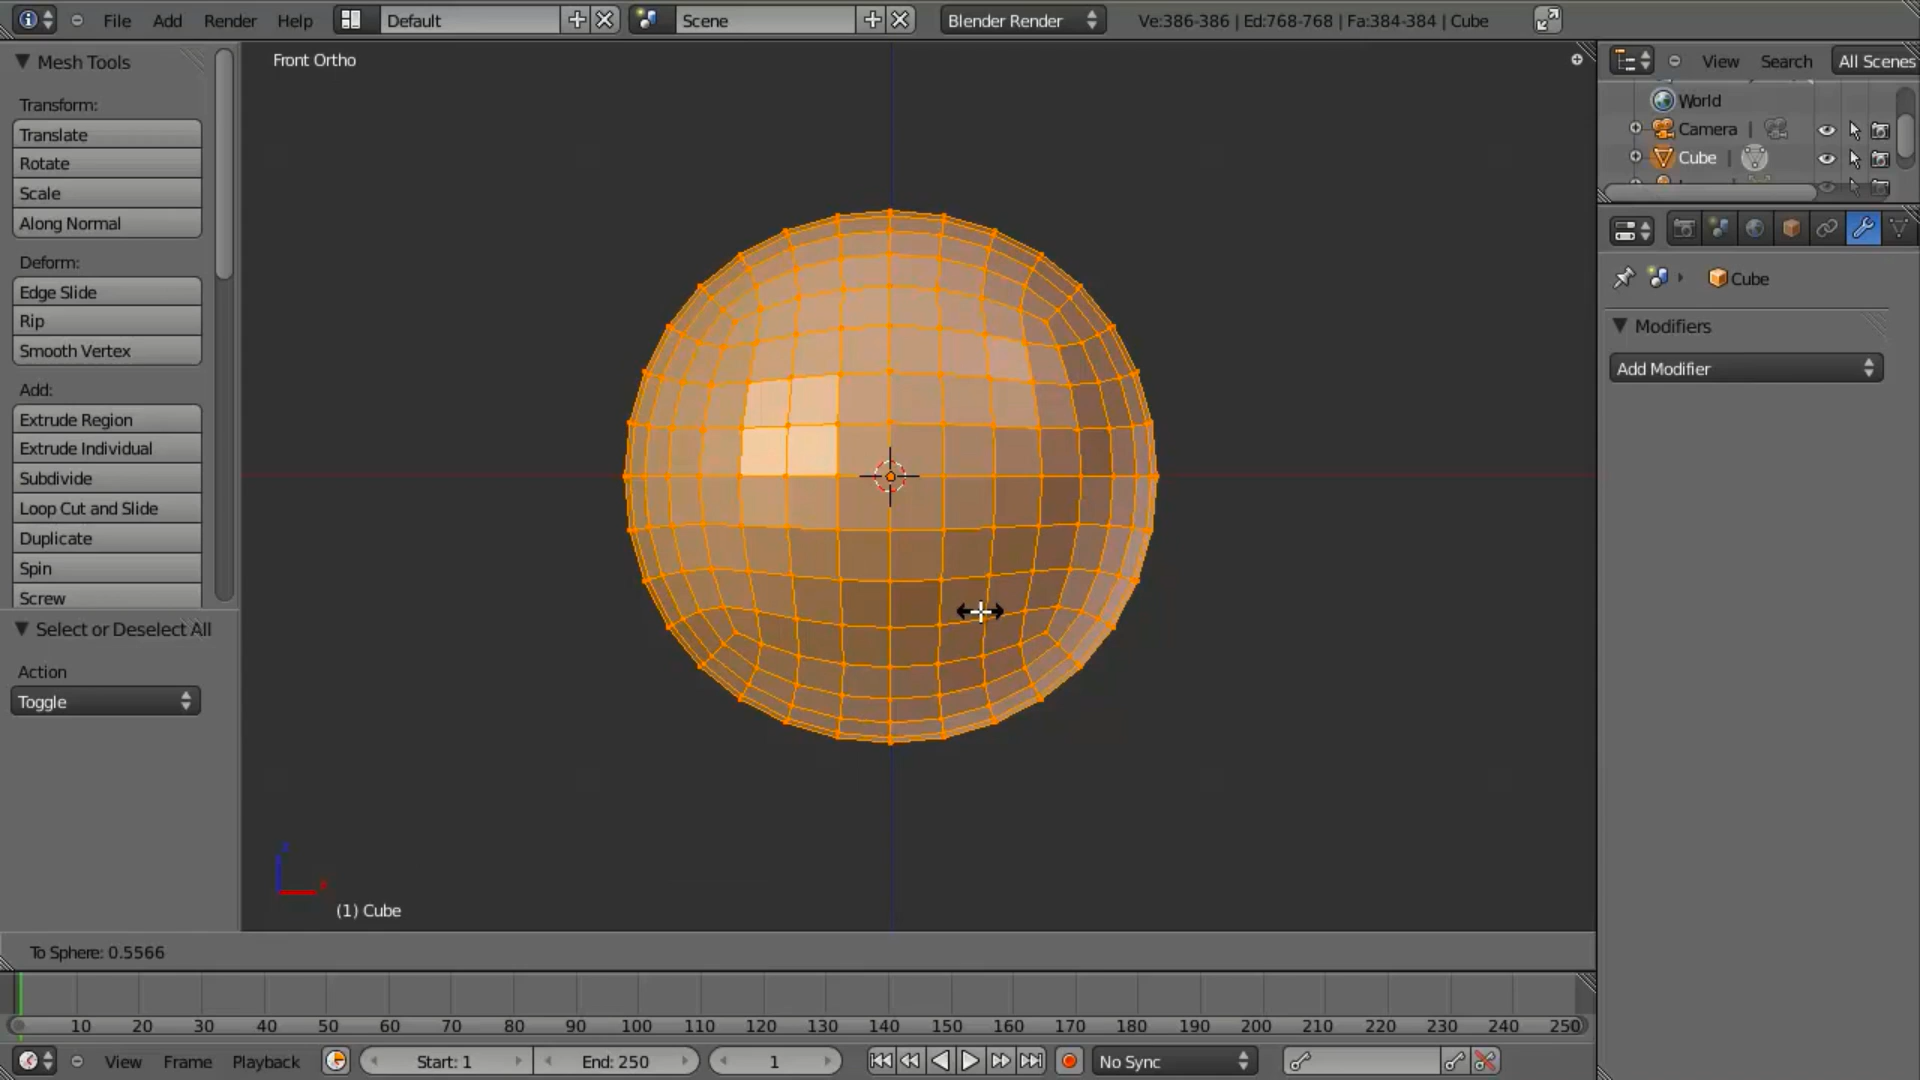 File Add Render Help Default Scene Blender Render Ve:386-386 | Ed:768-768 | Fa:384-384 | Cube
Mesh Tools
Transform:
Translate
Rotate
Scale
Along Normal
Deform:
Edge Slide
Rip
Smooth Vertex
Add:
Extrude Region
Extrude Individual
Subdivide
Loop Cut and Slide
Duplicate
Spin
Screw
Select or Deselect All
Action
Toggle
Front Ortho
(1) Cube
View Search All Scenes
World
Camera |
Cube |
Cube
Modifiers
Add Modifier
To Sphere: 0.5566
10 20 30 40 50 60 70 80 90 100 110 120 130 140 150 160 170 180 190 200 210 220 230 240 250
View Frame Playback Start: 1 End: 250 1 No Sync